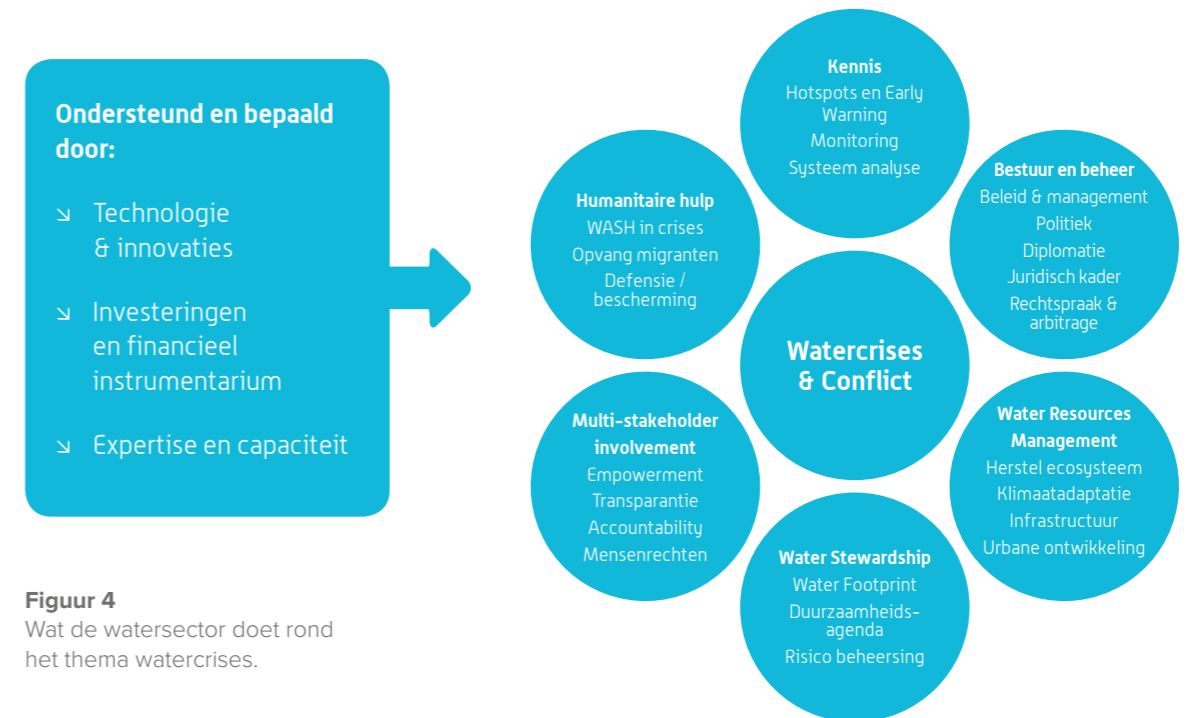 Ondersteund en bepaald
door:
↘ Technologie
& innovaties
↘ Investeringen
en financieel
instrumentarium
↘ Expertise en capaciteit
Figuur 4
Wat de watersector doet rond
het thema watercrises.
Kennis
Hotspots en Early
Warning
Monitoring
Systeem analyse
Bestuur en beheer
Beleid & management
Politiek
Diplomatie
Juridisch kader
Rechtspraak &
arbitrage
Water Resources
Management
Herstel ecosysteem
Klimaatadaptatie
Infrastructuur
Urbane ontwikkeling
Water Stewardship
Water Footprint
Duurzaamheids-
agenda
Risico beheersing
Multi-stakeholder
involvement
Empowerment
Transparantie
Accountability
Mensenrechten
Humanitaire hulp
WASH in crises
Opvang migranten
Defensie /
bescherming
Watercrises
& Conflict